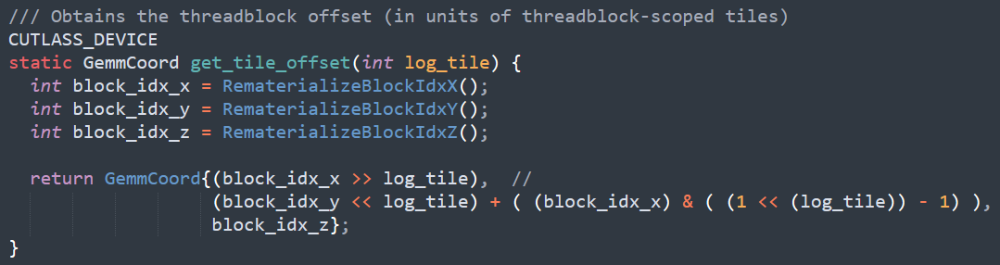 /// Obtains the threadblock offset (in units of threadblock-scoped tiles)
CUTLASS_DEVICE
static GemmCoord get_tile_offset(int log_tile) {
  int block_idx_x = RematerializeBlockIdxX();
  int block_idx_y = RematerializeBlockIdxY();
  int block_idx_z = RematerializeBlockIdxZ();

  return GemmCoord{(block_idx_x >> log_tile),  //
                   (block_idx_y << log_tile) + ( (block_idx_x) & ( (1 << (log_tile)) - 1) ),
                   block_idx_z};
}